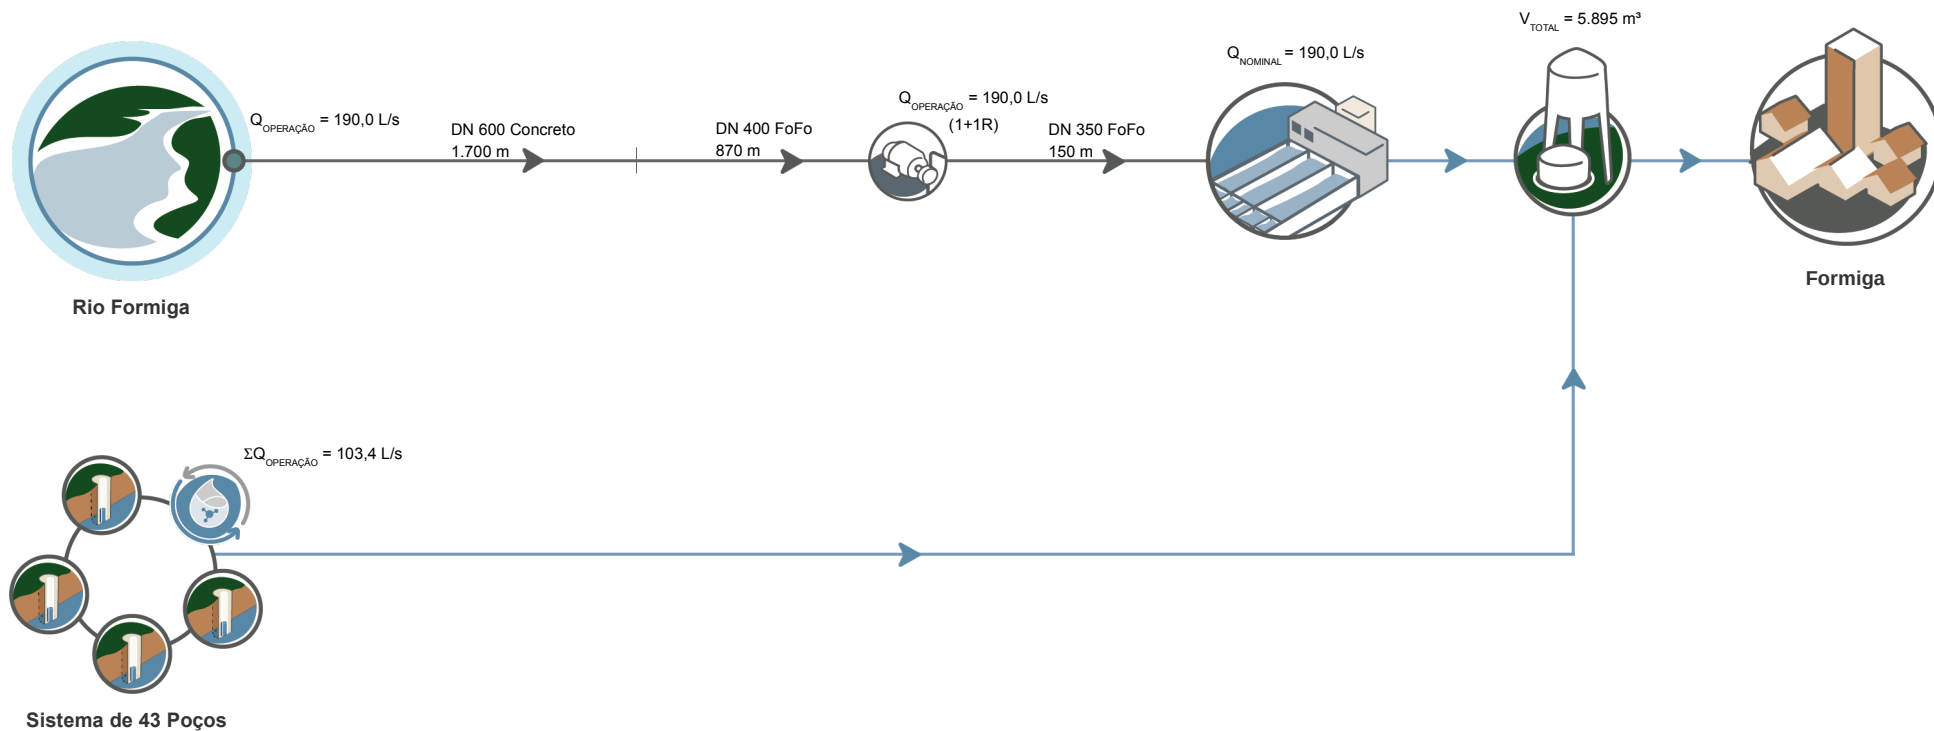 V_TOTAL = 5.895 m³
Q_NOMINAL = 190,0 L/s
Q_OPERAÇÃO = 190,0 L/s
(1+1R)
Q_OPERAÇÃO = 190,0 L/s
DN 600 Concreto
1.700 m
DN 400 FoFo
870 m
DN 350 FoFo
150 m
Rio Formiga
Formiga
ΣQ_OPERAÇÃO = 103,4 L/s
Sistema de 43 Poços